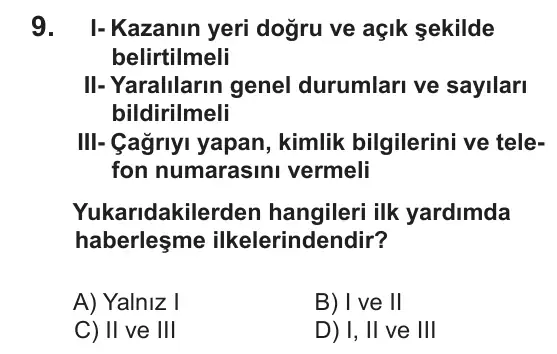 9. I- Kazanın yeri doğru ve açık şekilde
belirtilmeli
II- Yaralıların genel durumları ve sayıları
bildirilmeli
III- Çağrıyı yapan, kimlik bilgilerini ve tele-
fon numarasını vermeli
Yukarıdakilerden hangileri ilk yardımda
haberleşme ilkelerindendir?
A) Yalnız I B) I ve II
C) II ve III D) I, II ve III